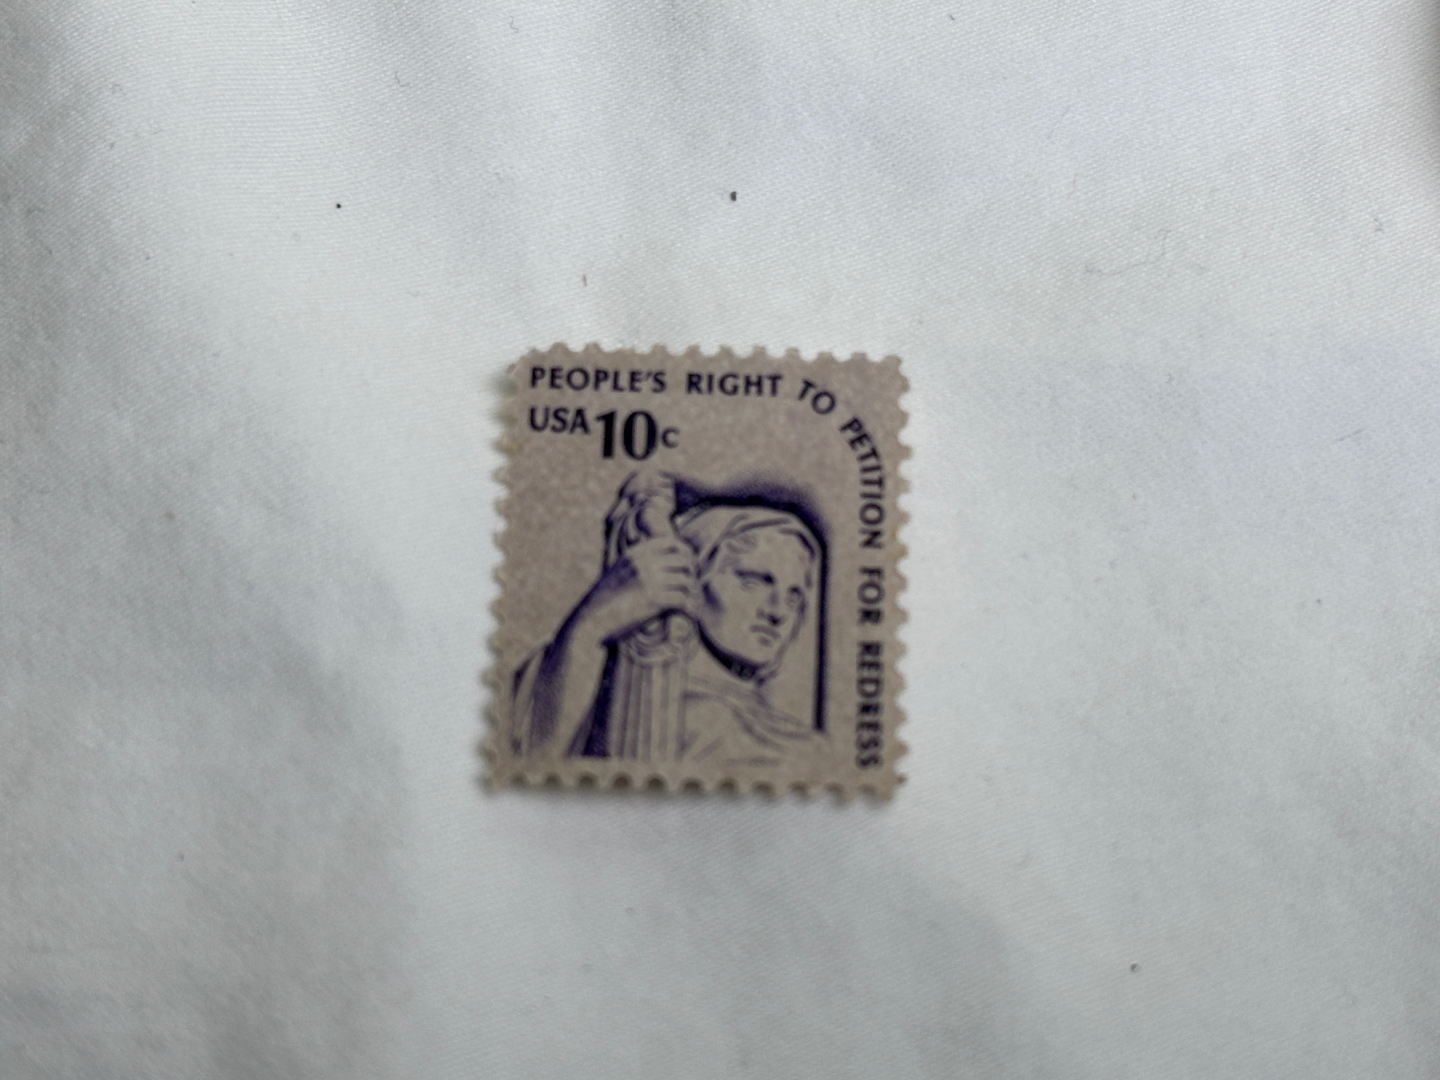 PEOPLE'S RIGHT TO PETITION FOR REDRESS
USA 10c